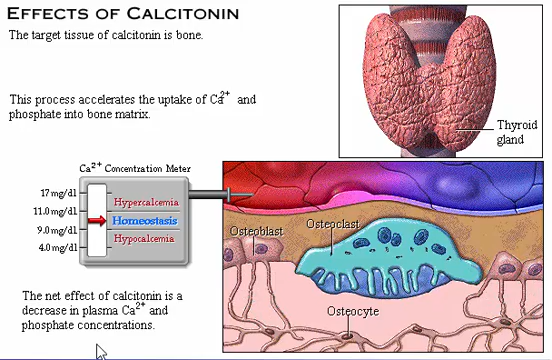 EFFECTS OF CALCITONIN
The target tissue of calcitonin is bone.
This process accelerates the uptake of Ca2+ and
phosphate into bone matrix.
Thyroid
gland
Ca2+ Concentration Meter
17 mg/dl
Hypercalcemia
11.0 mg/dl
Homeostasis
9.0 mg/dl
Hypocalcemia
4.0 mg/dl
Osteoblast
Osteoclast
Osteocyte
The net effect of calcitonin is a
decrease in plasma Ca2+ and
phosphate concentrations.